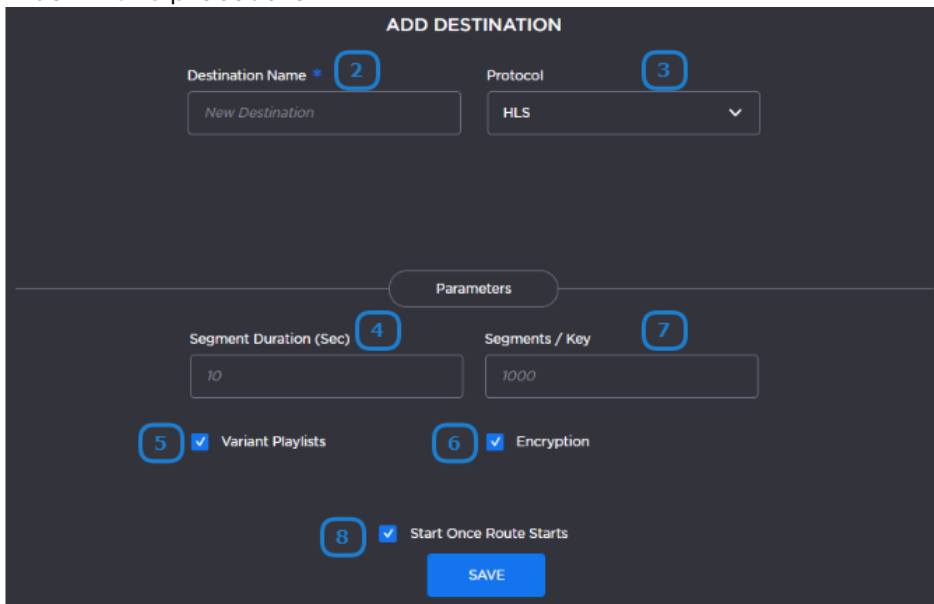 ADD DESTINATION
Destination Name * 2
Protocol 3
New Destination
HLS
Parameters
Segment Duration (Sec) 4
Segments / Key 7
10
1000
5 Variant Playlists
6 Encryption
8 Start Once Route Starts
SAVE